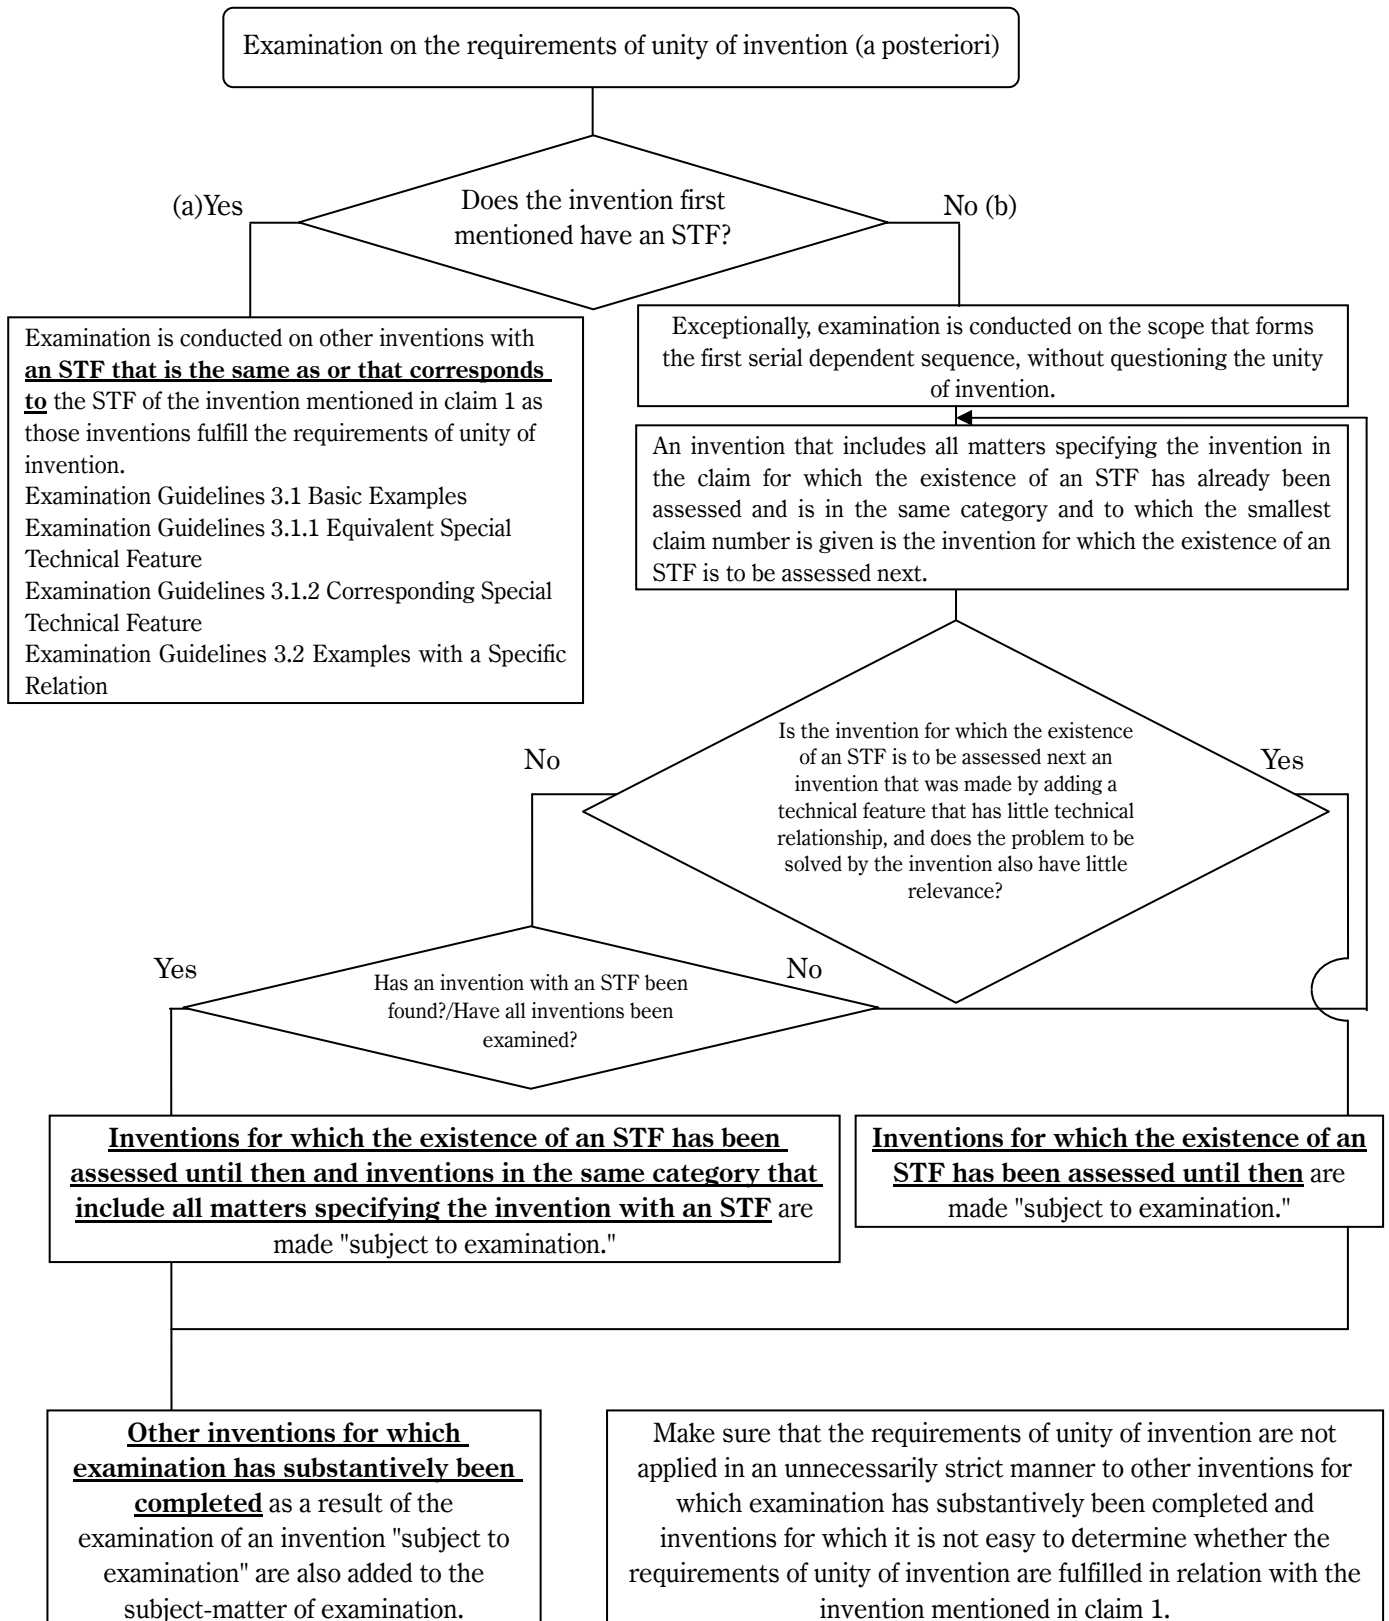 Examination on the requirements of unity of invention (a posteriori)
Does the invention first
mentioned have an STF?
(a)Yes
No (b)
Examination is conducted on other inventions with
an STF that is the same as or that corresponds
to the STF of the invention mentioned in claim 1 as
those inventions fulfill the requirements of unity of
invention.
Examination Guidelines 3.1 Basic Examples
Examination Guidelines 3.1.1 Equivalent Special
Technical Feature
Examination Guidelines 3.1.2 Corresponding Special
Technical Feature
Examination Guidelines 3.2 Examples with a Specific
Relation
Exceptionally, examination is conducted on the scope that forms
the first serial dependent sequence, without questioning the unity
of invention.
An invention that includes all matters specifying the invention in
the claim for which the existence of an STF has already been
assessed and is in the same category and to which the smallest
claim number is given is the invention for which the existence of an
STF is to be assessed next.
Is the invention for which the existence
of an STF is to be assessed next an
invention that was made by adding a
technical feature that has little technical
relationship, and does the problem to be
solved by the invention also have little
relevance?
No
Yes
Has an invention with an STF been
found?/Have all inventions been
examined?
Yes
No
Inventions for which the existence of an STF has been
assessed until then and inventions in the same category that
include all matters specifying the invention with an STF are
made "subject to examination."
Inventions for which the existence of an
STF has been assessed until then are
made "subject to examination."
Other inventions for which
examination has substantively been
completed as a result of the
examination of an invention "subject to
examination" are also added to the
subject-matter of examination.
Make sure that the requirements of unity of invention are not
applied in an unnecessarily strict manner to other inventions for
which examination has substantively been completed and
inventions for which it is not easy to determine whether the
requirements of unity of invention are fulfilled in relation with the
invention mentioned in claim 1.